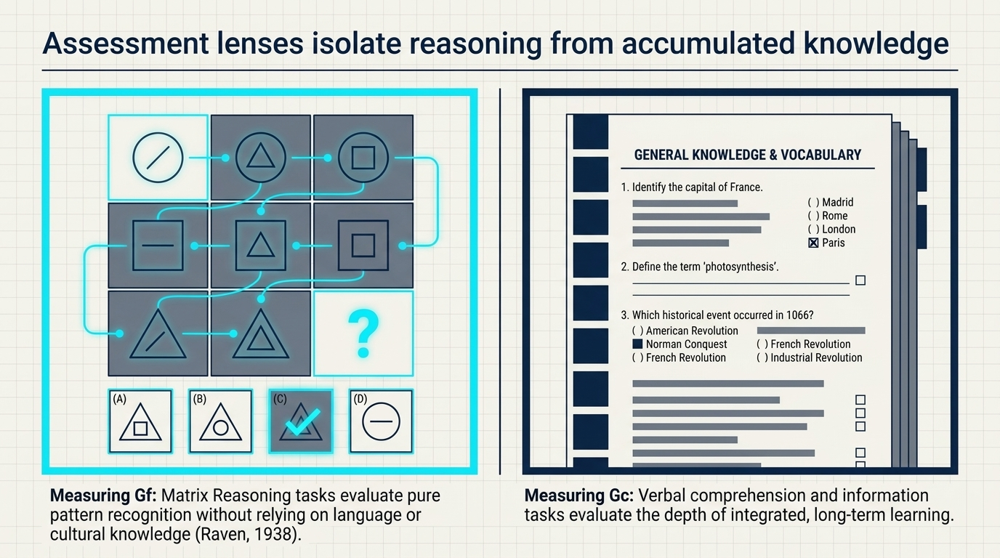 Assessment lenses isolate reasoning from accumulated knowledge
?
(A)
(B)
(C)
(D)
Measuring Gf: Matrix Reasoning tasks evaluate pure
pattern recognition without relying on language or
cultural knowledge (Raven, 1938).
GENERAL KNOWLEDGE & VOCABULARY
1. Identify the capital of France.
( ) Madrid
( ) Rome
( ) London
Paris
2. Define the term 'photosynthesis'.
3. Which historical event occurred in 1066?
( ) American Revolution
Norman Conquest
( ) French Revolution
( ) French Revolution
( ) Industrial Revolution
Measuring Gc: Verbal comprehension and information
tasks evaluate the depth of integrated, long-term learning.